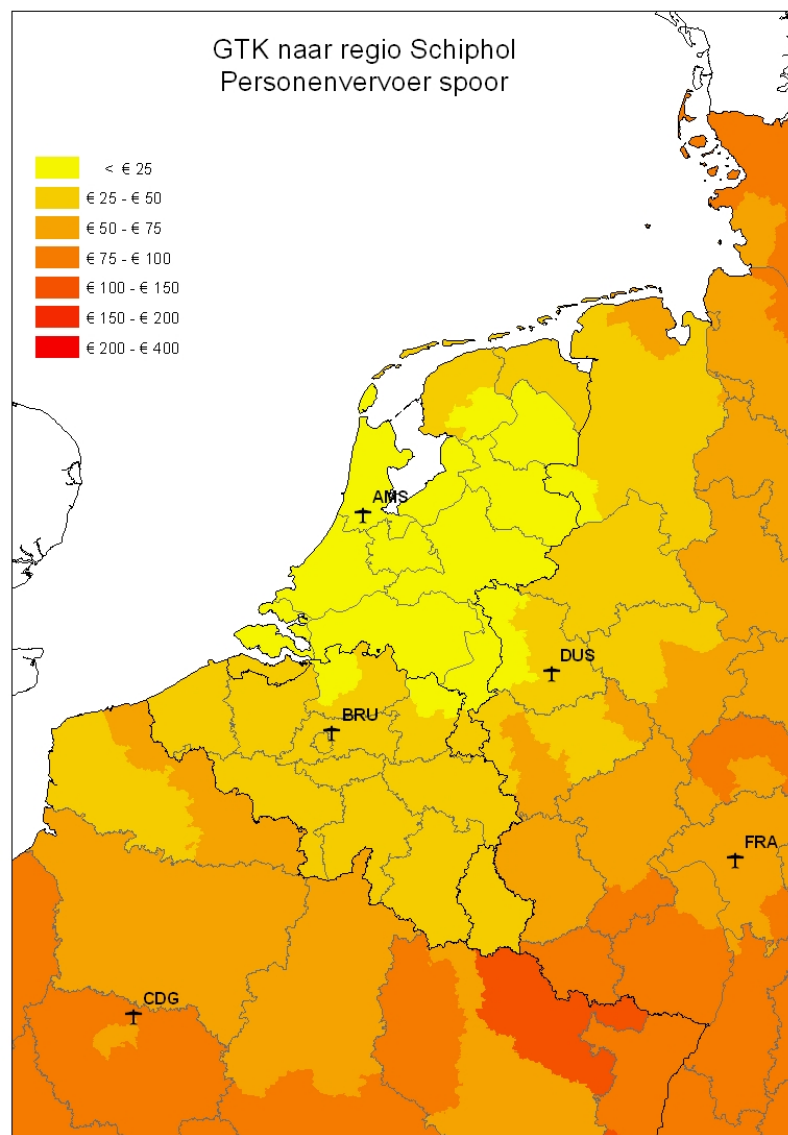 GTK naar regio Schiphol
Personenvervoer spoor
< € 25
€ 25 - € 50
€ 50 - € 75
€ 75 - € 100
€ 100 - € 150
€ 150 - € 200
€ 200 - € 400
AMS
DUS
BRU
FRA
CDG